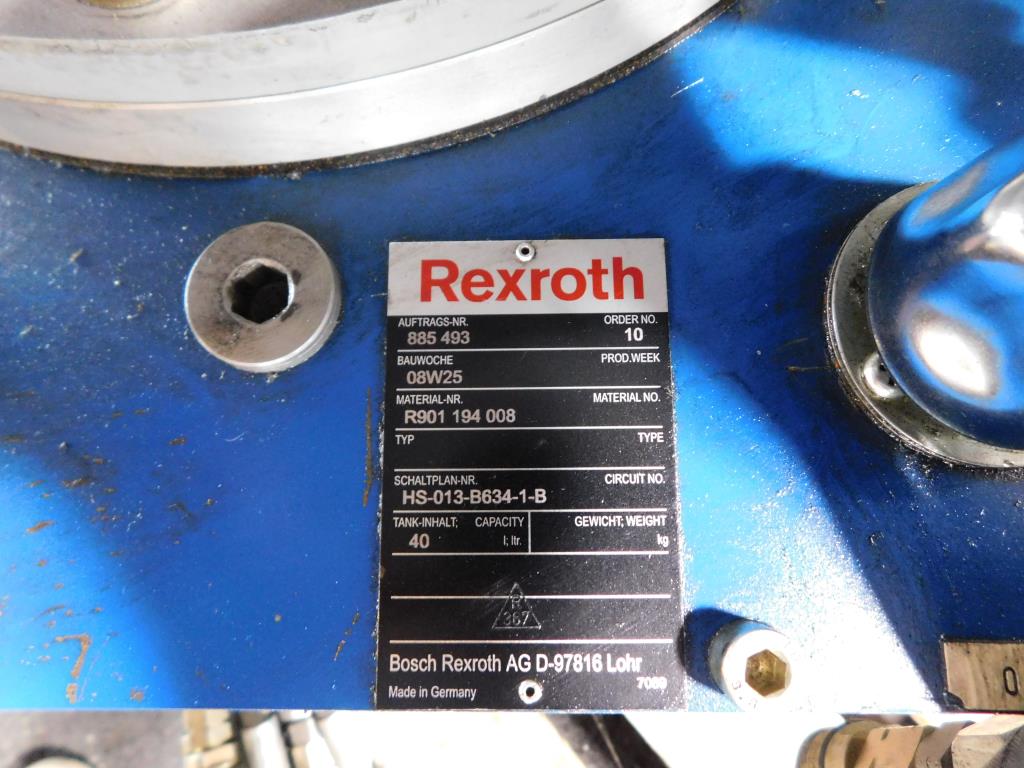 Rexroth
AUFTRAGS-NR. ORDER NO.
885 493 10
BAUWOCHE PROD.WEEK
08W25
MATERIAL-NR. MATERIAL NO.
R901 194 008
TYP TYPE
SCHALTPLAN-NR. CIRCUIT NO.
HS-013-B634-1-B
TANK-INHALT; CAPACITY GEWICHT; WEIGHT
40 l; ltr. kg
R
367
Bosch Rexroth AG D-97816 Lohr
7089
Made in Germany
0